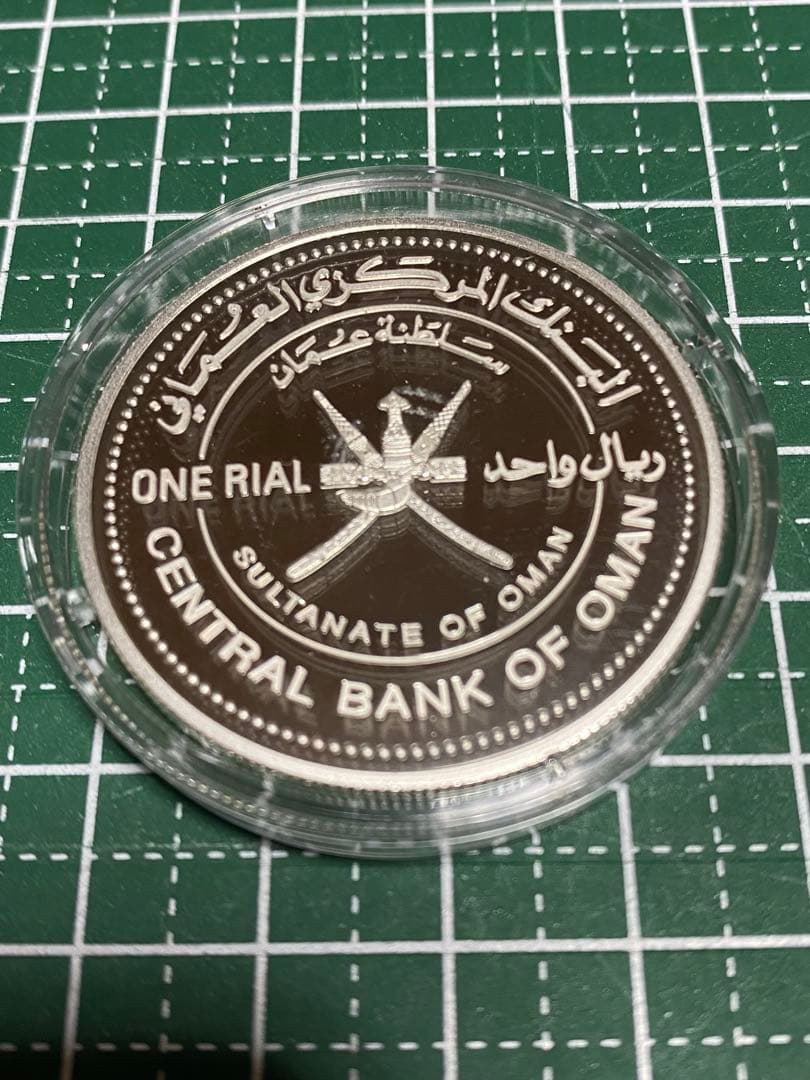 البنك المركزي العماني
سلطنة عمان
ONE RIAL
ريال واحد
SULTANATE OF OMAN
CENTRAL BANK OF OMAN